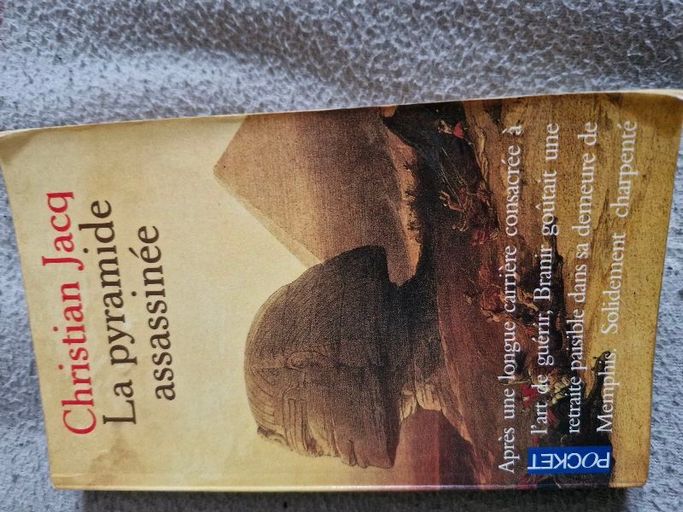 Christian Jacq
La pyramide
assassinée
Après une longue carrière consacrée à
l'art de guérir, Branir goûtait une
retraite paisible dans sa demeure de
Memphis. Solidement charpenté
POCKET